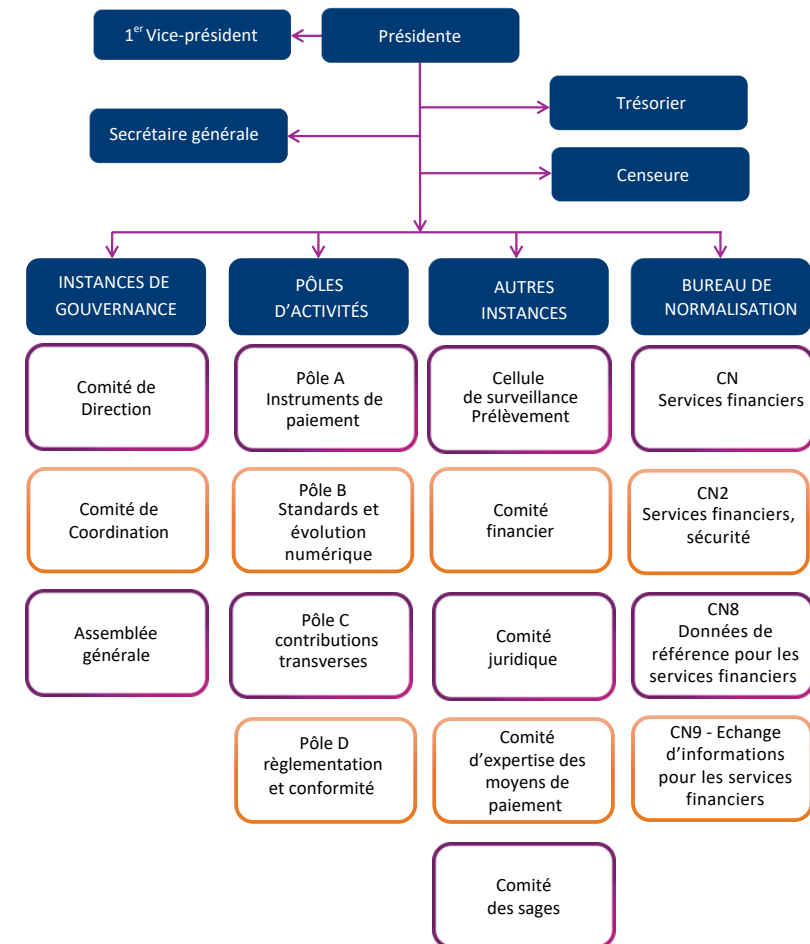 1er Vice-président
Présidente
Trésorier
Secrétaire générale
Censeure
INSTANCES DE
GOUVERNANCE
Comité de
Direction
Comité de
Coordination
Assemblée
générale
PÔLES
D’ACTIVITÉS
Pôle A
Instruments de
paiement
Pôle B
Standards et
évolution
numérique
Pôle C
contributions
transverses
Pôle D
règlementation
et conformité
AUTRES
INSTANCES
Cellule
de surveillance
Prélèvement
Comité
financier
Comité
juridique
Comité
d’expertise des
moyens de
paiement
Comité
des sages
BUREAU DE
NORMALISATION
CN
Services financiers
CN2
Services financiers,
sécurité
CN8
Données de
référence pour les
services financiers
CN9 - Echange
d’informations
pour les services
financiers